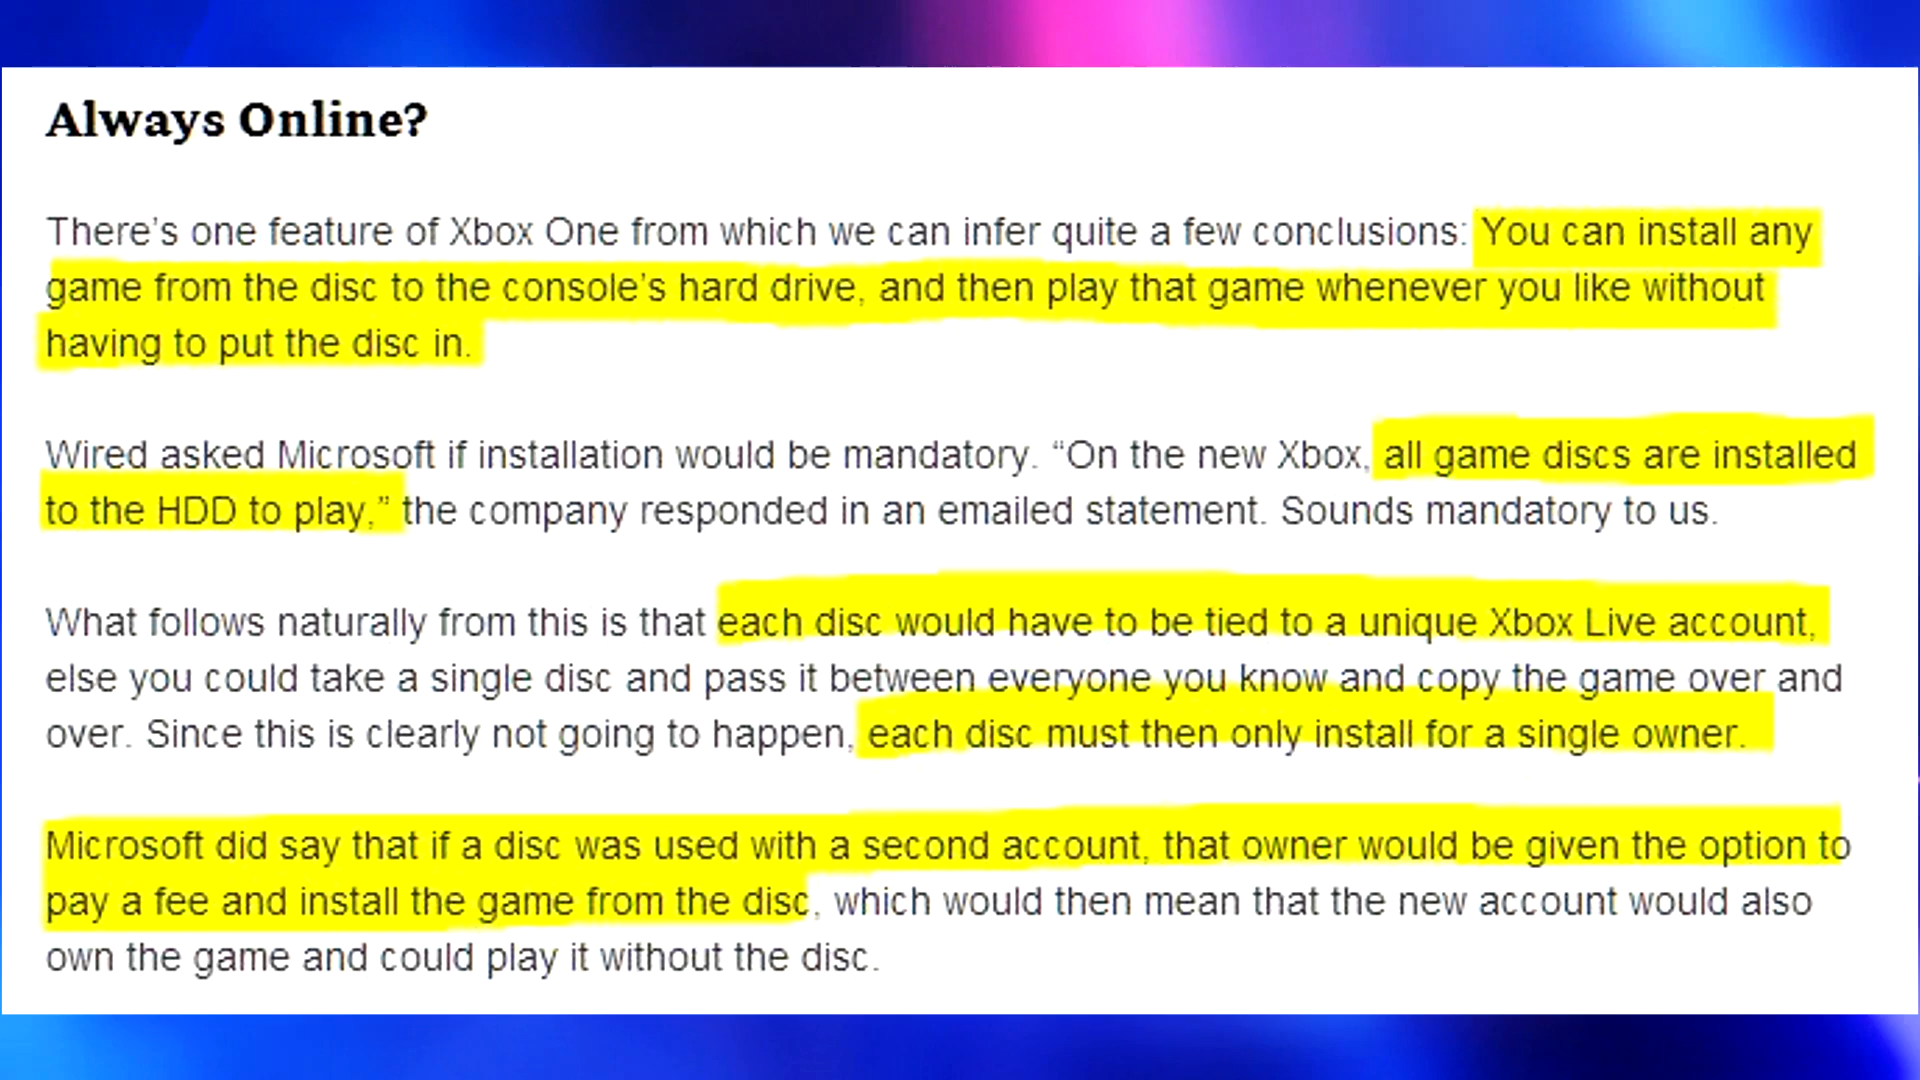 Always Online?
There's one feature of Xbox One from which we can infer quite a few conclusions: You can install any
game from the disc to the console's hard drive, and then play that game whenever you like without
having to put the disc in.
Wired asked Microsoft if installation would be mandatory. “On the new Xbox, all game discs are installed
to the HDD to play,” the company responded in an emailed statement. Sounds mandatory to us.
What follows naturally from this is that each disc would have to be tied to a unique Xbox Live account,
else you could take a single disc and pass it between everyone you know and copy the game over and
over. Since this is clearly not going to happen, each disc must then only install for a single owner.
Microsoft did say that if a disc was used with a second account, that owner would be given the option to
pay a fee and install the game from the disc, which would then mean that the new account would also
own the game and could play it without the disc.